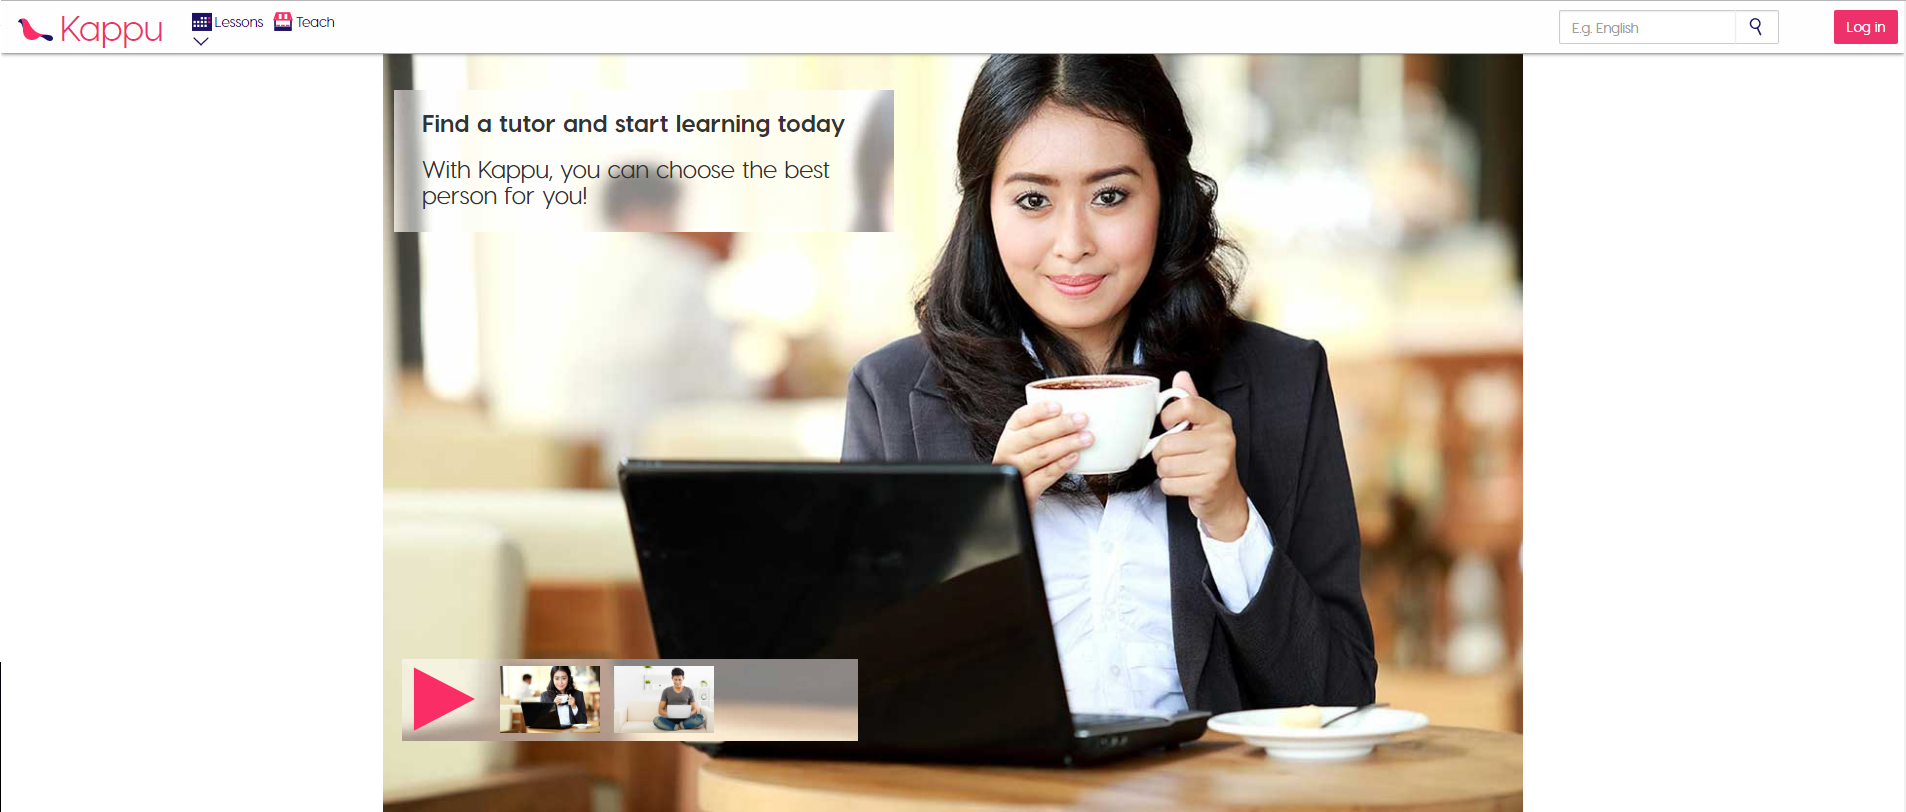 Kappu
Lessons
Teach
E.g. English
Log in
Find a tutor and start learning today
With Kappu, you can choose the best
person for you!